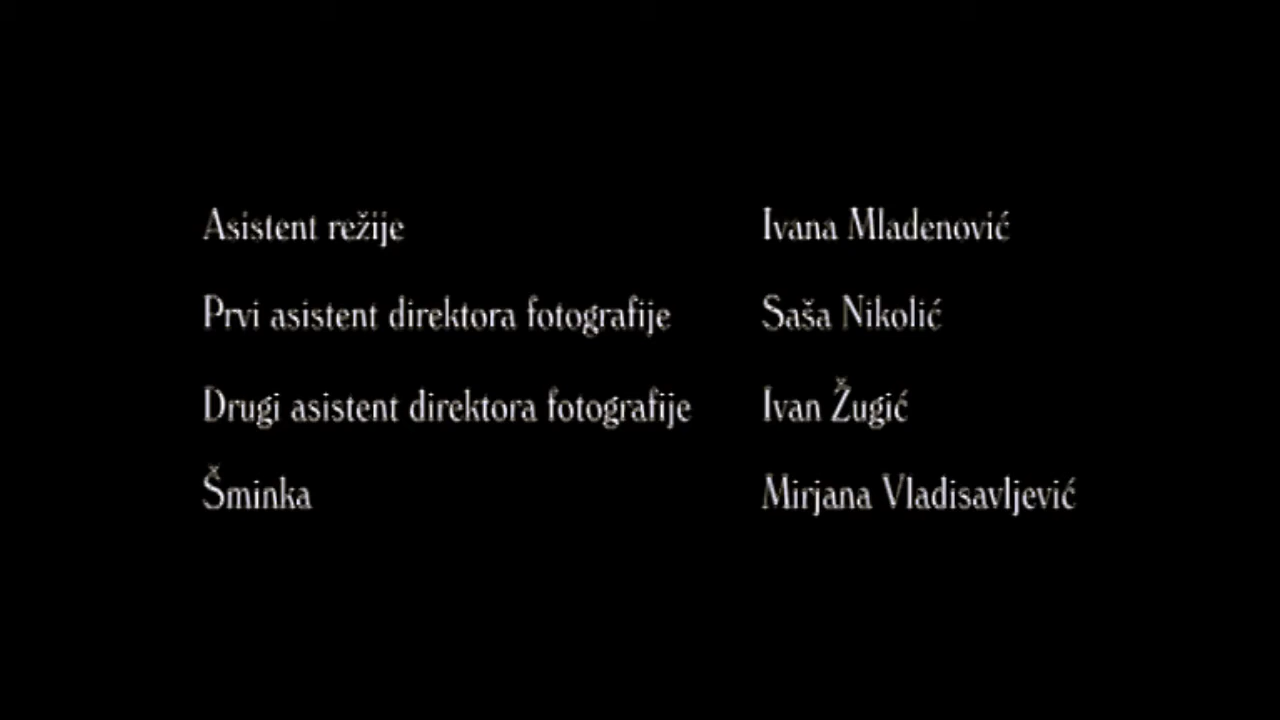 Asistent režije Ivana Mladenović
Prvi asistent direktora fotografije Saša Nikolić
Drugi asistent direktora fotografije Ivan Žugić
Šminka Mirjana Vladisavljević